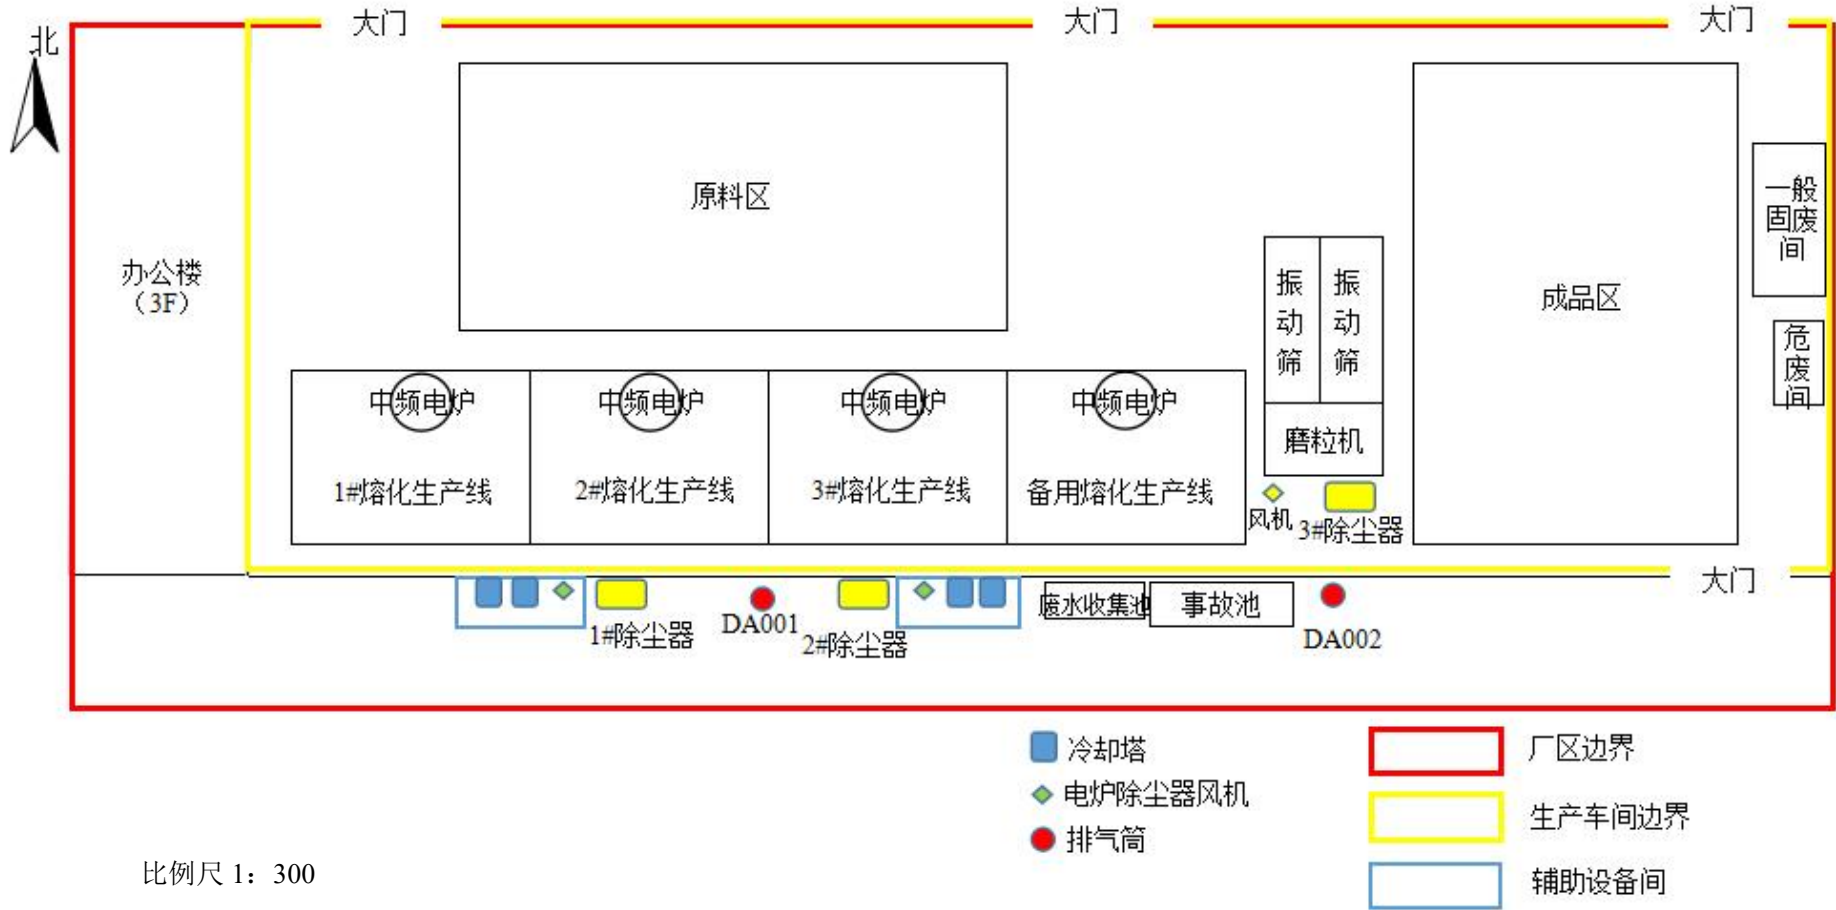 北
大门
大门
大门
原料区
一般
固废
间
办公楼
（3F）
振
动
筛
振
动
筛
成品区
危
废
间
中频电炉
中频电炉
中频电炉
中频电炉
磨粒机
1#熔化生产线
2#熔化生产线
3#熔化生产线
备用熔化生产线
风机
3#除尘器
大门
1#除尘器
DA001
2#除尘器
废水收集池
事故池
DA002
冷却塔
电炉除尘器风机
排气筒
厂区边界
生产车间边界
辅助设备间
比例尺 1：300